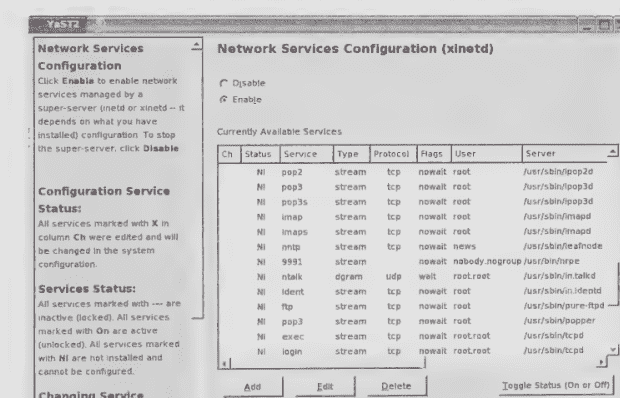 YaST2
Network Services
Configuration
Click Enable to enable network
services managed by a
super-server (inetd or xinetd -- it
depends on what you have
installed) configuration. To stop
the super-server, click Disable
Configuration Service
Status:
All services marked with X in
column Ch were edited and will
be changed in the system
configuration.
Services Status:
All services marked with --- are
inactive (locked). All services
marked with On are active
(unlocked). All services marked
with NI are not installed and
cannot be configured.
Changing Service
Network Services Configuration (xinetd)
Disable
Enable
Currently Available Services
Ch Status Service Type Protocol Flags User Server
NI pop2 stream tcp nowait root /usr/sbin/ipop2d
NI pop3 stream tcp nowait root /usr/sbin/ipop3d
NI pop3s stream tcp nowait root /usr/sbin/ipop3d
NI imap stream tcp nowait root /usr/sbin/imapd
NI imaps stream tcp nowait root /usr/sbin/imapd
NI nntp stream tcp nowait news /usr/sbin/leafnode
NI 9991 stream nowait nobody.nogroup /usr/bin/nrpe
NI ntalk dgram udp wait root.root /usr/sbin/in.talkd
NI ident stream tcp nowait root /usr/sbin/in.identd
NI ftp stream tcp nowait root /usr/sbin/pure-ftpd
NI pop3 stream tcp nowait root /usr/sbin/popper
NI exec stream tcp nowait root.root /usr/sbin/tcpd
NI login stream tcp nowait root.root /usr/sbin/tcpd
Add Edit Delete Toggle Status (On or Off)